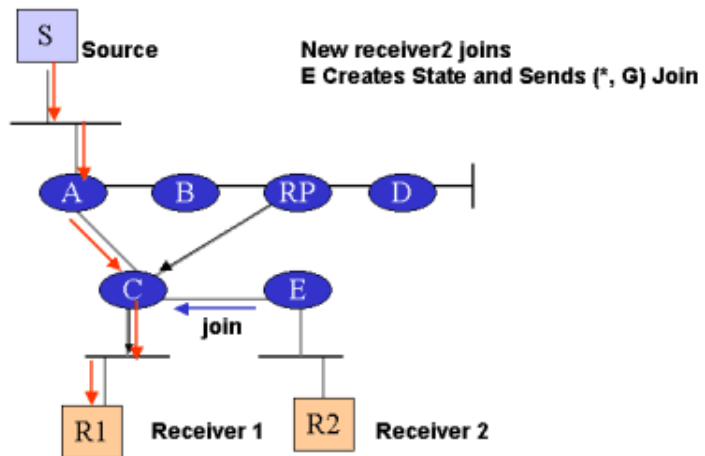 S
Source
New receiver2 joins
E Creates State and Sends (*, G) Join
A
B
RP
D
C
E
join
R1
Receiver 1
R2
Receiver 2